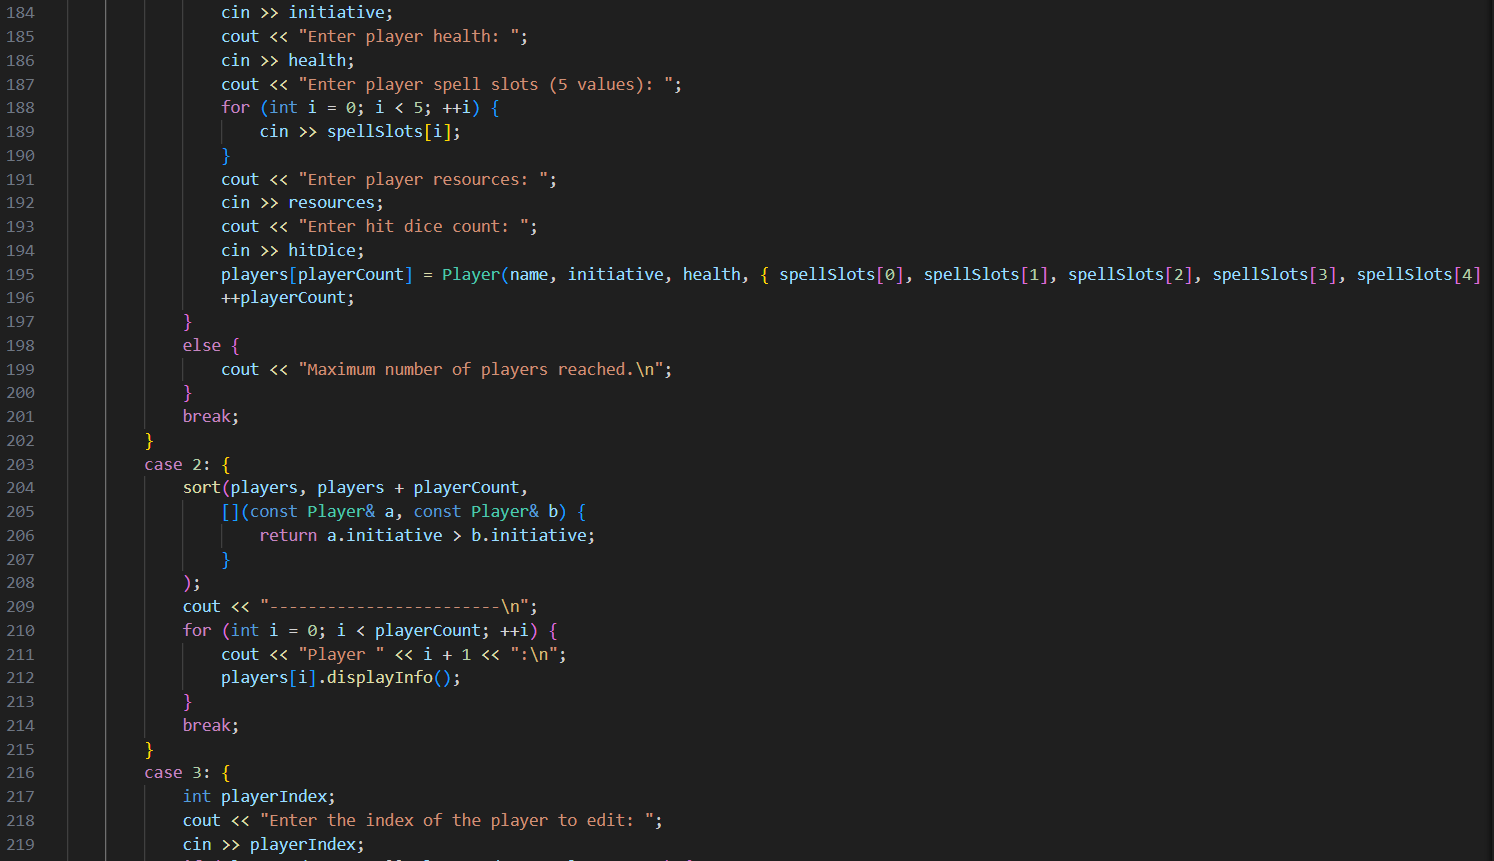 184 cin >> initiative;
185 cout << "Enter player health: ";
186 cin >> health;
187 cout << "Enter player spell slots (5 values): ";
188 for (int i = 0; i < 5; ++i) {
189 cin >> spellSlots[i];
190 }
191 cout << "Enter player resources: ";
192 cin >> resources;
193 cout << "Enter hit dice count: ";
194 cin >> hitDice;
195 players[playerCount] = Player(name, initiative, health, { spellSlots[0], spellSlots[1], spellSlots[2], spellSlots[3], spellSlots[4]
196 ++playerCount;
197 }
198 else {
199 cout << "Maximum number of players reached.\n";
200 }
201 break;
202 }
203 case 2: {
204 sort(players, players + playerCount,
205 [](const Player& a, const Player& b) {
206 return a.initiative > b.initiative;
207 }
208 );
209 cout << "------------------------\n";
210 for (int i = 0; i < playerCount; ++i) {
211 cout << "Player " << i + 1 << ":\n";
212 players[i].displayInfo();
213 }
214 break;
215 }
216 case 3: {
217 int playerIndex;
218 cout << "Enter the index of the player to edit: ";
219 cin >> playerIndex;